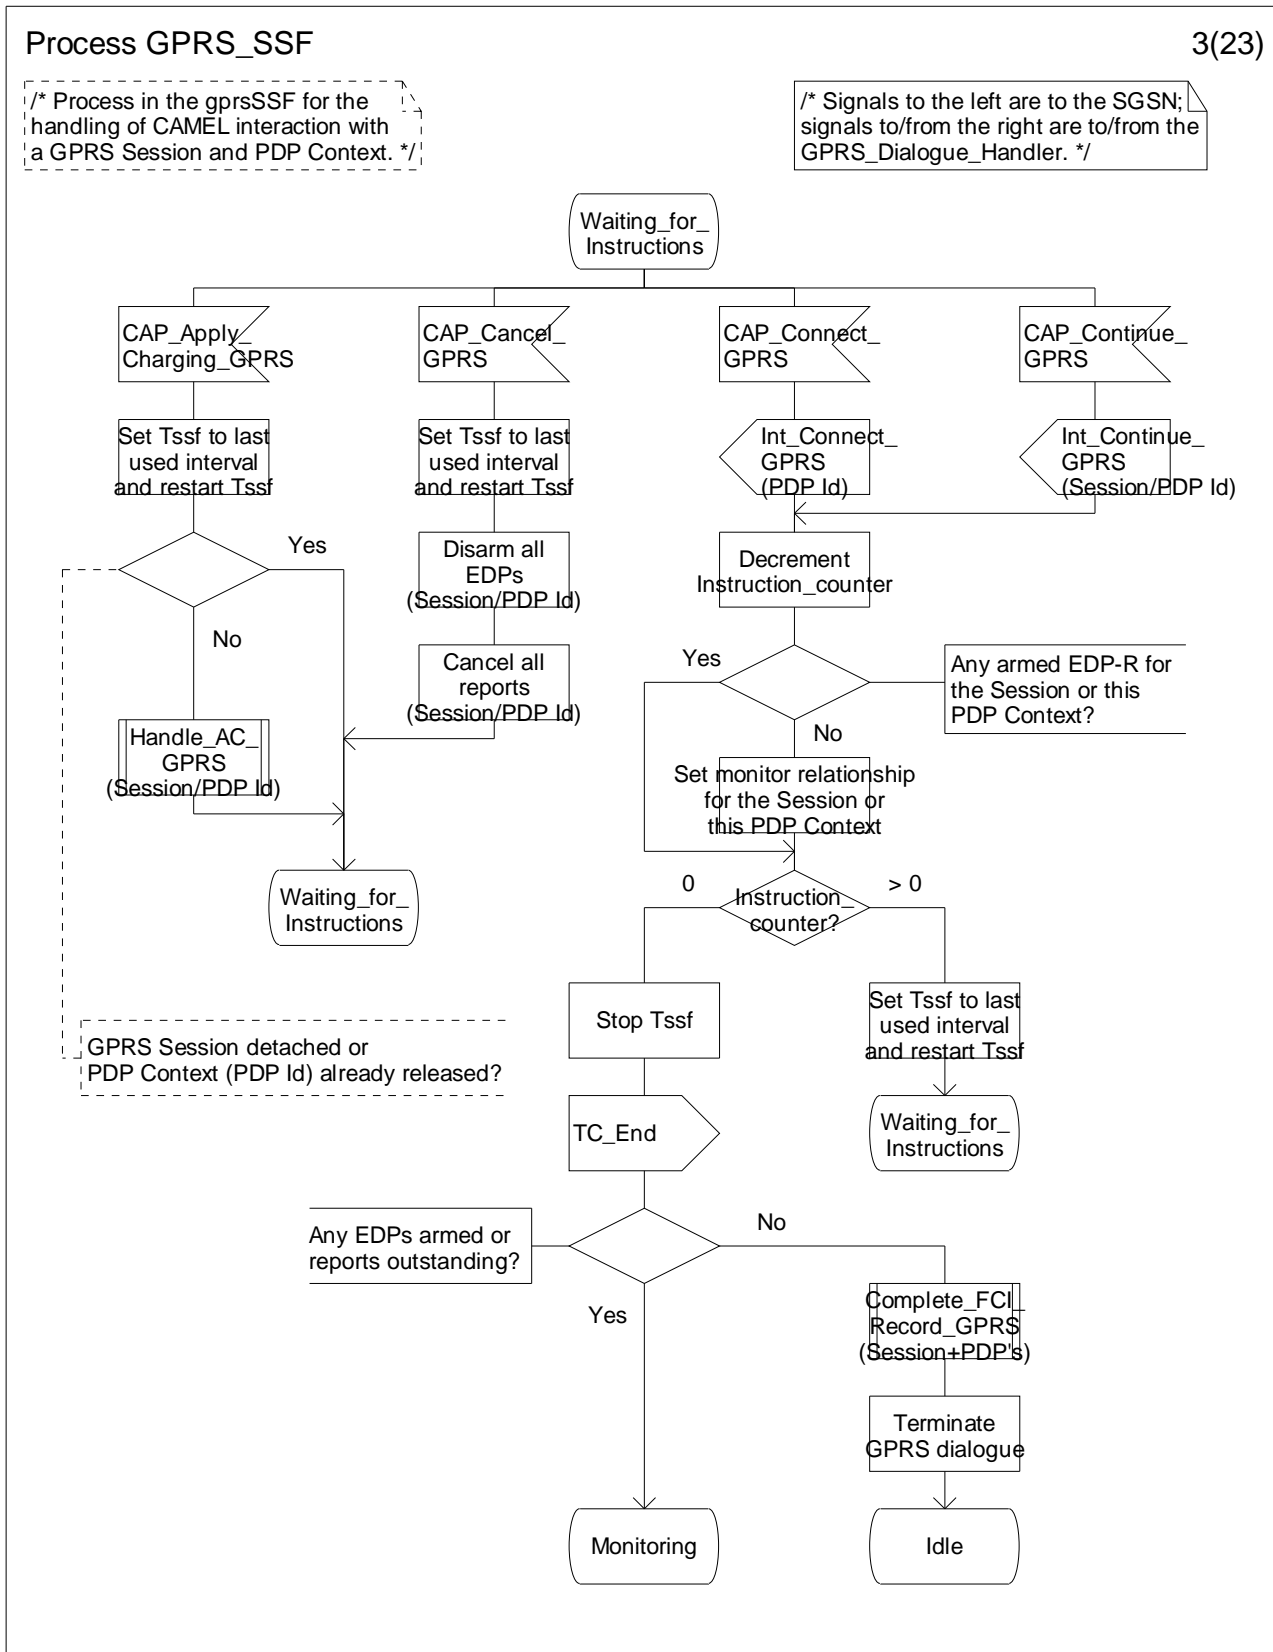 Process GPRS_SSF
3(23)
/* Process in the gprsSSF for the
handling of CAMEL interaction with
a GPRS Session and PDP Context. */
/* Signals to the left are to the SGSN;
signals to/from the right are to/from the
GPRS_Dialogue_Handler. */
Waiting_for_
Instructions
CAP_Apply_
Charging_GPRS
CAP_Cancel_
GPRS
CAP_Connect_
GPRS
CAP_Continue_
GPRS
Set Tssf to last
used interval
and restart Tssf
Set Tssf to last
used interval
and restart Tssf
Int_Connect_
GPRS
(PDP Id)
Int_Continue_
GPRS
(Session/PDP Id)
Yes
No
Disarm all
EDPs
(Session/PDP Id)
Decrement
Instruction_counter
Cancel all
reports
(Session/PDP Id)
Yes
No
Any armed EDP-R for
the Session or this
PDP Context?
Handle_AC_
GPRS
(Session/PDP Id)
Set monitor relationship
for the Session or
this PDP Context
Waiting_for_
Instructions
0
Instruction_
counter?
> 0
Stop Tssf
Set Tssf to last
used interval
and restart Tssf
GPRS Session detached or
PDP Context (PDP Id) already released?
TC_End
Waiting_for_
Instructions
Any EDPs armed or
reports outstanding?
No
Yes
Complete_FCI_
Record_GPRS
(Session+PDP's)
Terminate
GPRS dialogue
Monitoring
Idle